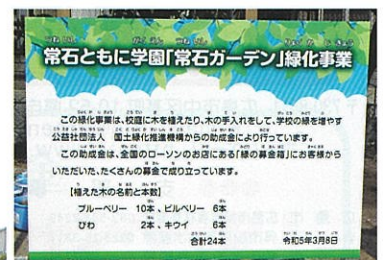 常石ともに学園「常石ガーデン」緑化事業
この緑化事業は、校庭に木を植えたり、木の手入れをして、学校の緑を増やす
公益社団法人 国土緑化推進機構からの助成金により行っています。
この助成金は、全国のローソンのお店にある「緑の募金箱」にお客様から
いただいた、たくさんの募金で成り立っています。
【植えた木の名前と本数】
ブルーベリー 10本、ビルベリー 6本
びわ 2本、キウイ 6本
合計24本 令和5年3月8日